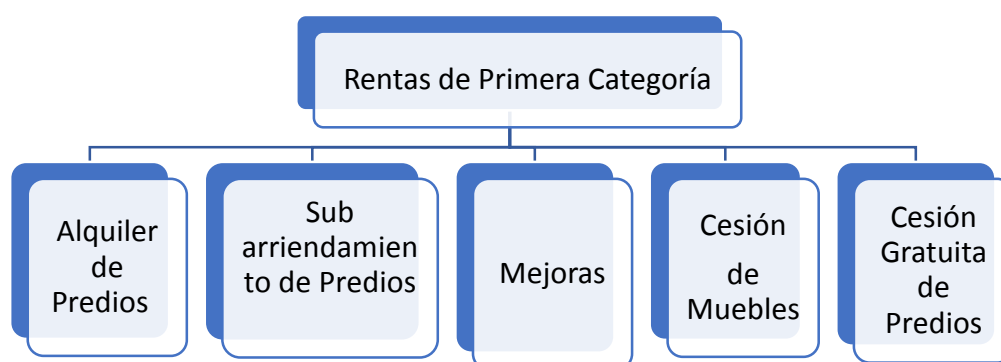 Rentas de Primera Categoría
Alquiler
de
Predios
Sub
arriendamien
to de Predios
Mejoras
Cesión
de
Muebles
Cesión
Gratuita
de
Predios